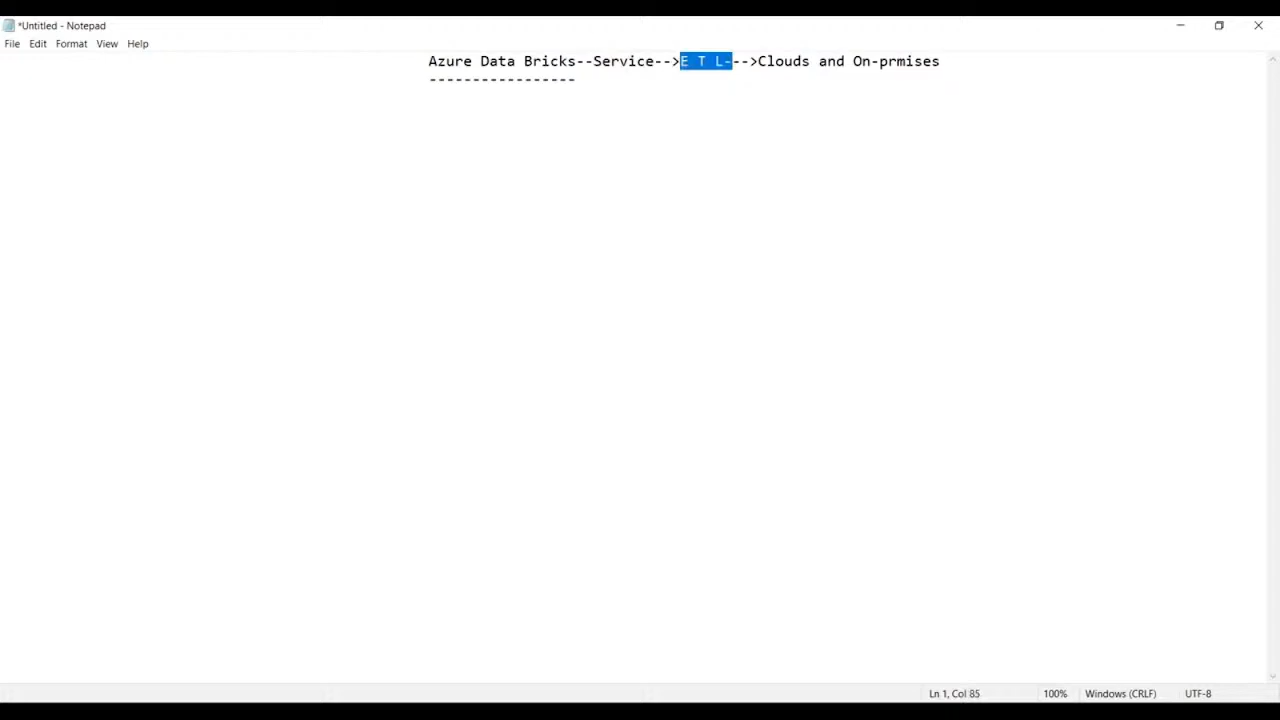 *Untitled - Notepad
File Edit Format View Help
Azure Data Bricks--Service-->E T L--->Clouds and On-prmises
-----------------
Ln 1, Col 85 100% Windows (CRLF) UTF-8